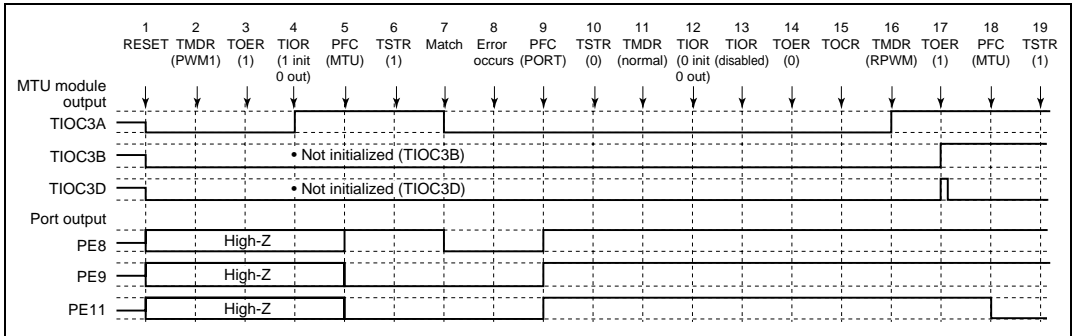 1 2 3 4 5 6 7 8 9 10 11 12 13 14 15 16 17 18 19
RESET TMDR TOER TIOR PFC TSTR Match Error PFC TSTR TMDR TIOR TIOR TOER TOCR TMDR TOER PFC TSTR
(PWM1) (1) (1 init (MTU) (1) occurs (PORT) (0) (normal) (0 init (disabled) (0) (RPWM) (1) (MTU) (1)
0 out) 0 out)
MTU module
output
TIOC3A
TIOC3B • Not initialized (TIOC3B)
TIOC3D • Not initialized (TIOC3D)
Port output
PE8 High-Z
PE9 High-Z
PE11 High-Z